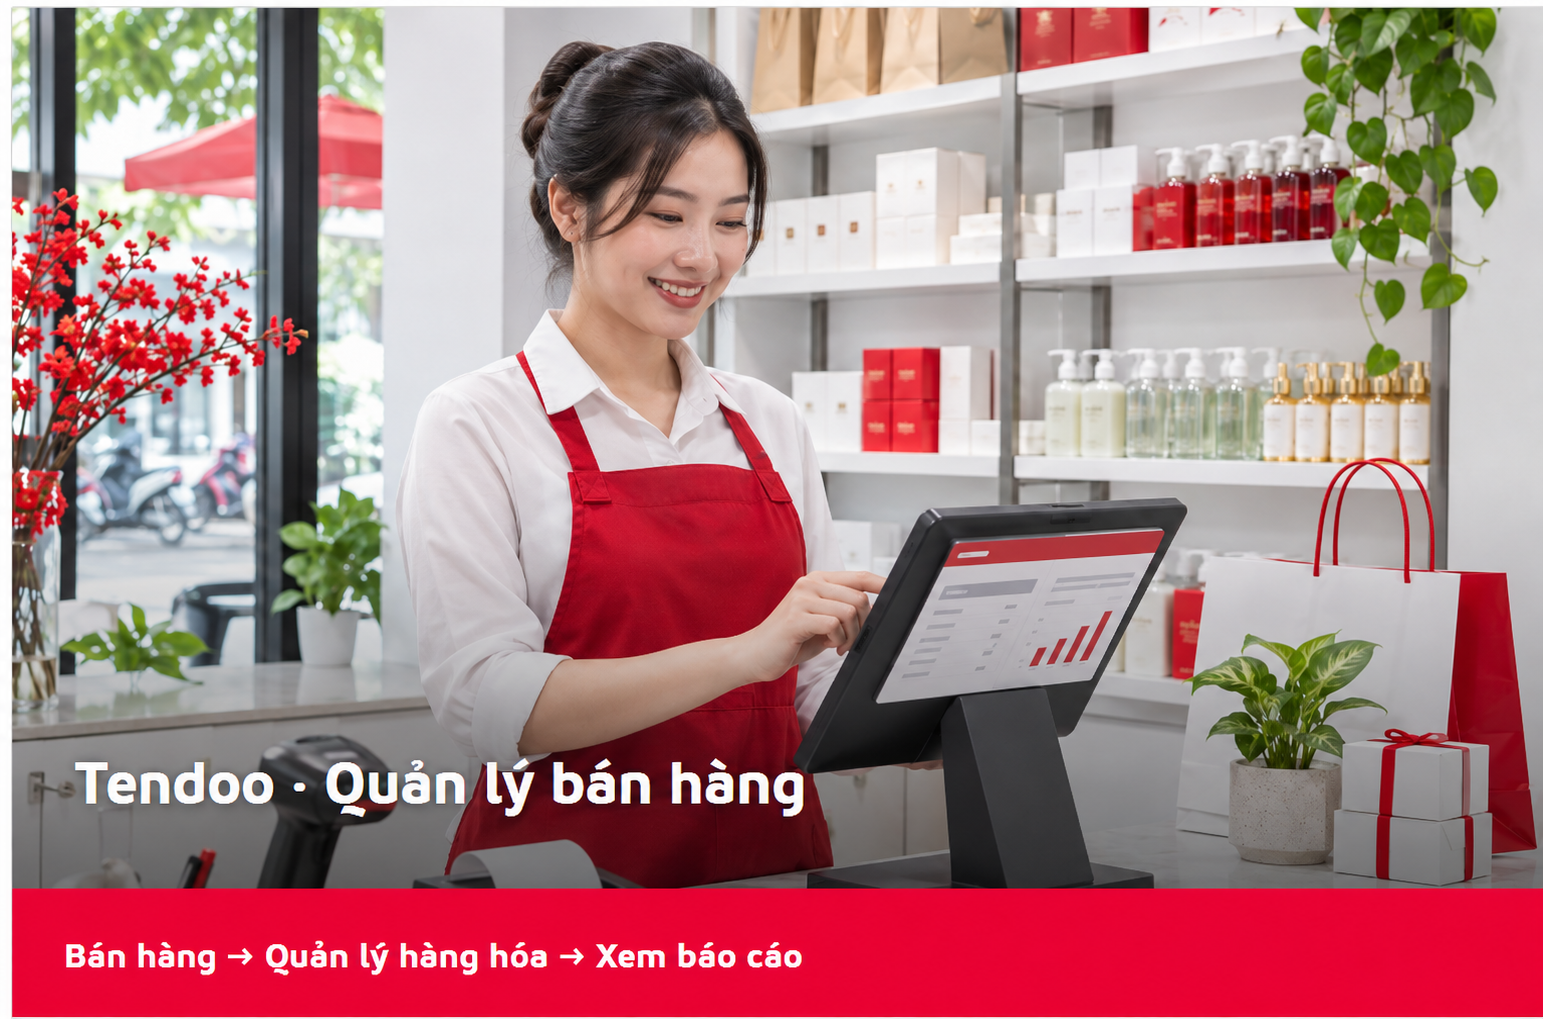 Tendoo · Quản lý bán hàng
Bán hàng → Quản lý hàng hóa → Xem báo cáo